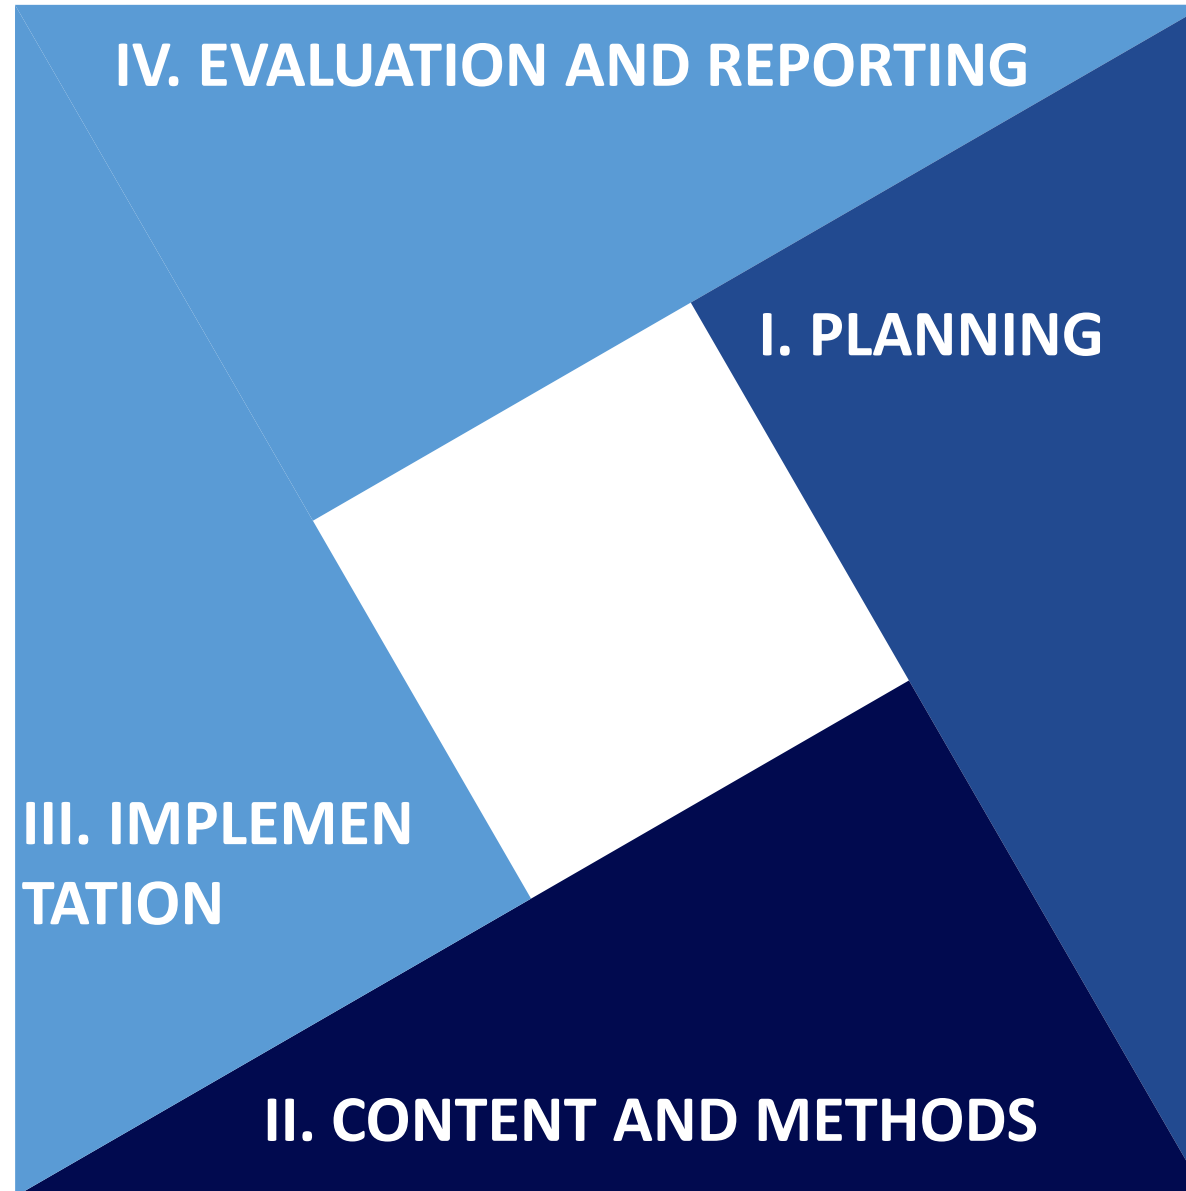 IV. EVALUATION AND REPORTING
I. PLANNING
III. IMPLEMEN
TATION
II. CONTENT AND METHODS